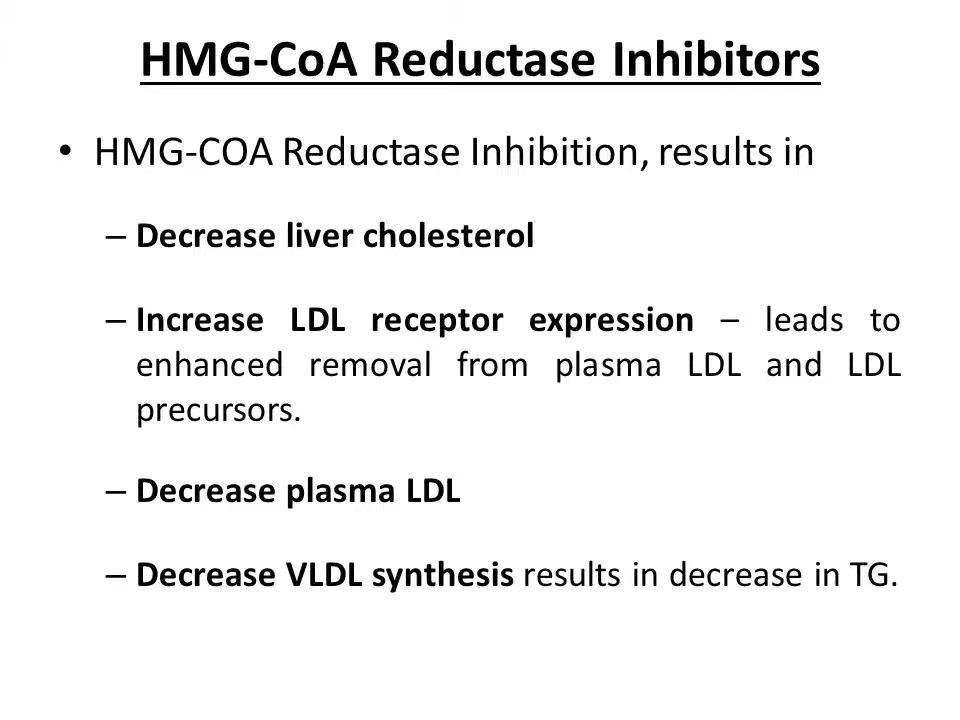 HMG-CoA Reductase Inhibitors
• HMG-COA Reductase Inhibition, results in
– Decrease liver cholesterol
– Increase LDL receptor expression – leads to
enhanced removal from plasma LDL and LDL
precursors.
– Decrease plasma LDL
– Decrease VLDL synthesis results in decrease in TG.